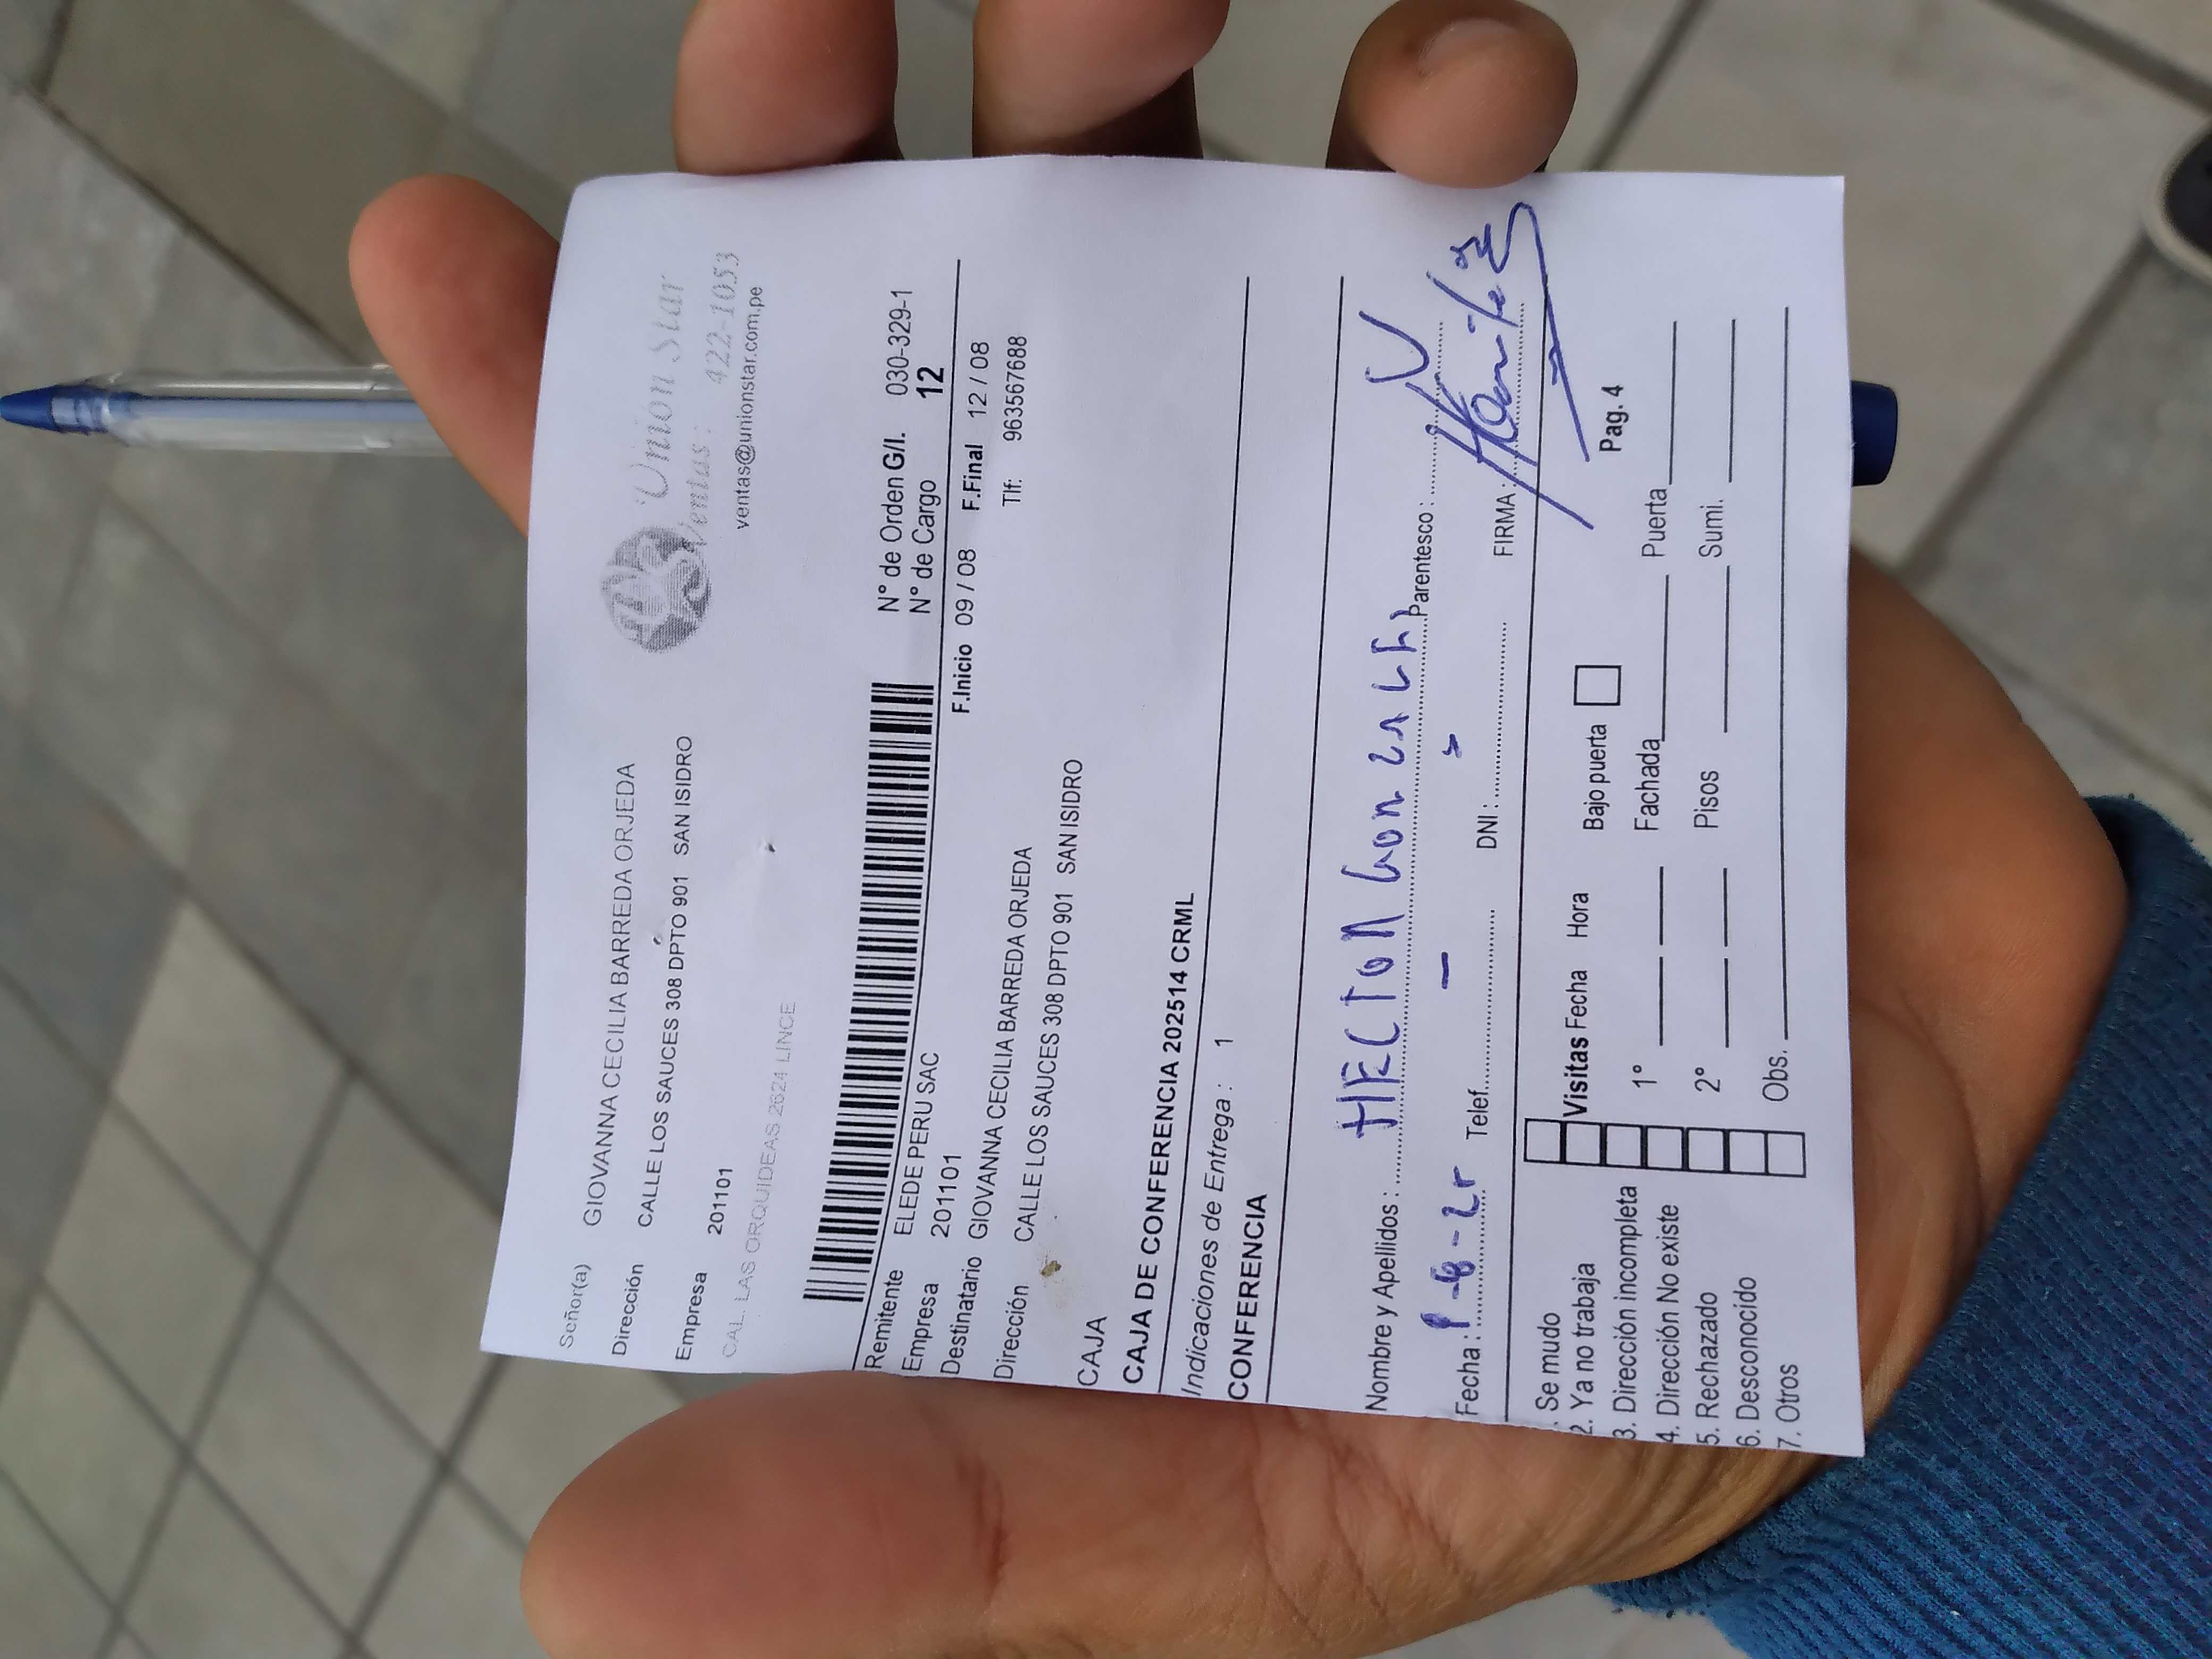 Señor(a) GIOVANNA CECILIA BARREDA ORJEDA
Dirección CALLE LOS SAUCES 308 DPTO 901 SAN ISIDRO
Empresa 201101
CAL. LAS ORQUIDEAS 2624 LINCE
Union Star
Ventas : 422-1053
ventas@unionstar.com.pe
N° de Orden G/I. 030-329-1
N° de Cargo 12
Remitente ELEDE PERU SAC
F.Inicio 09 / 08 F.Final 12 / 08
Empresa 201101
Tlf: 963567688
Destinatario GIOVANNA CECILIA BARREDA ORJEDA
Dirección CALLE LOS SAUCES 308 DPTO 901 SAN ISIDRO
CAJA
CAJA DE CONFERENCIA 202514 CRML
Indicaciones de Entrega : 1
CONFERENCIA
Nombre y Apellidos : HECTOR Parentesco :
Fecha : Telef. DNI : FIRMA :
1. Se mudo
2. Ya no trabaja
3. Dirección incompleta
4. Dirección No existe
5. Rechazado
6. Desconocido
7. Otros
Visitas Fecha Hora Bajo puerta Pag. 4
1° Fachada Puerta
2° Pisos Sumi.
Obs.